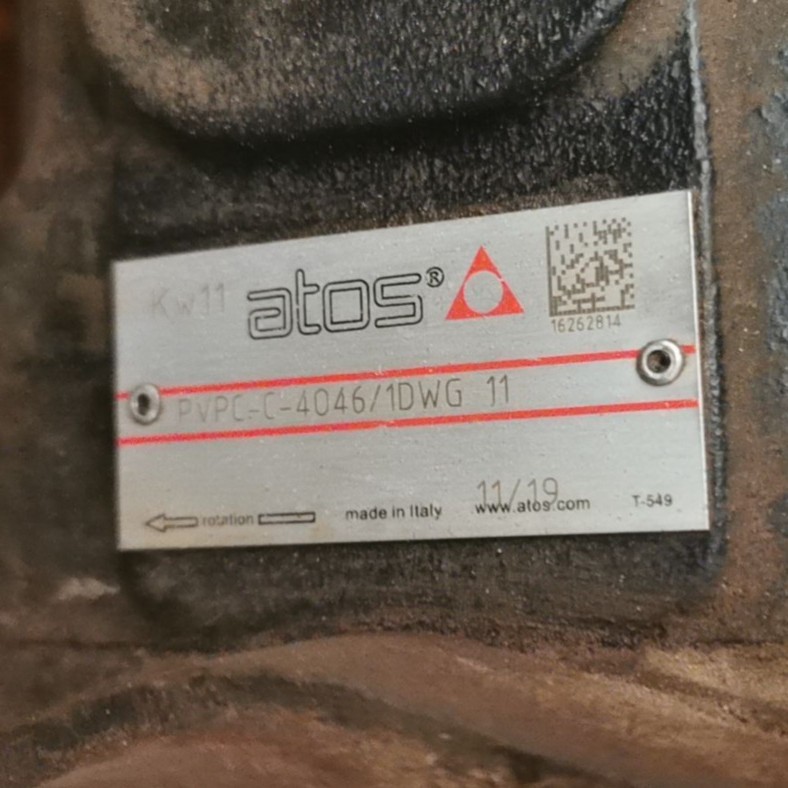 Kw11 atos®
16262814
PVPC-C-4046/1DWG 11
11/19
rotation made in Italy www.atos.com T-549